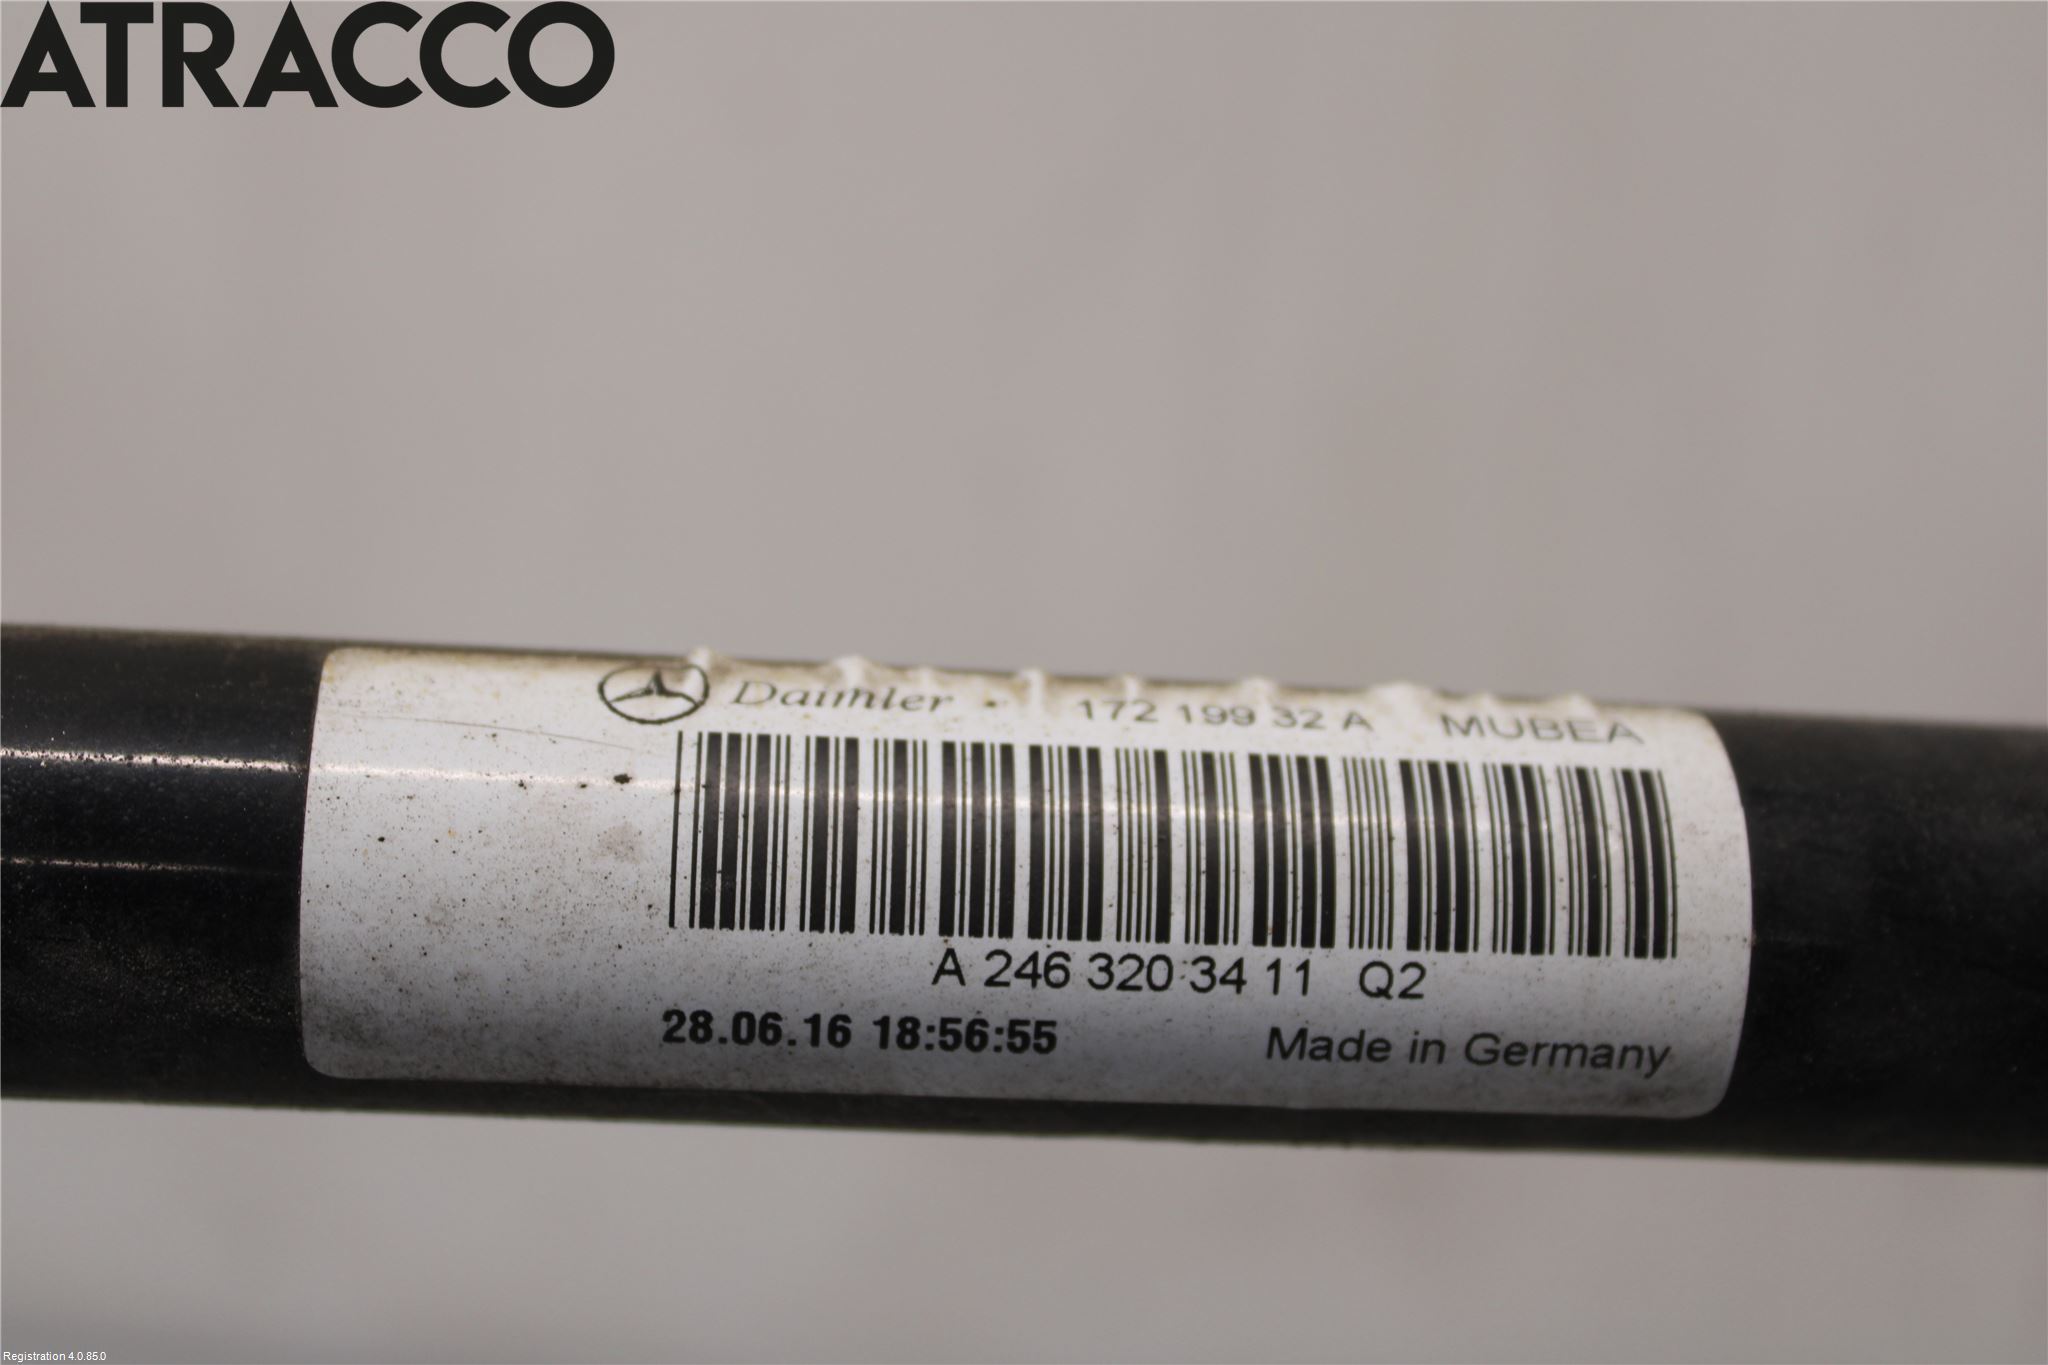 ATRACCO
Daimler 172 199 32 A MUBEA
A 246 320 34 11 Q2
28.06.16 18:56:55 Made in Germany
Registration 4.0.85.0